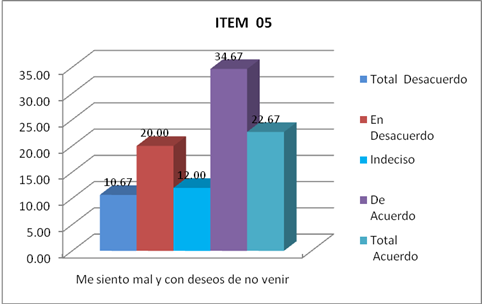 ITEM 05
35.00
30.00
25.00
20.00
15.00
10.00
5.00
0.00
10.67
20.00
12.00
34.67
22.67
Me siento mal y con deseos de no venir
Total Desacuerdo
En
Desacuerdo
Indeciso
De
Acuerdo
Total
Acuerdo